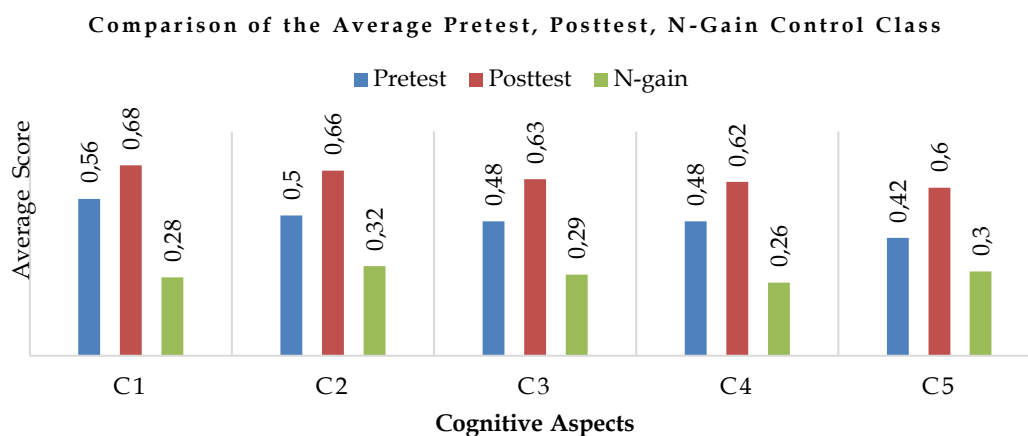 Comparison of the Average Pretest, Posttest, N-Gain Control Class
Pretest Posttest N-gain
Average Score
0,56 0,68 0,28 0,5 0,66 0,32 0,48 0,63 0,29 0,48 0,62 0,26 0,42 0,6 0,3
C1 C2 C3 C4 C5
Cognitive Aspects